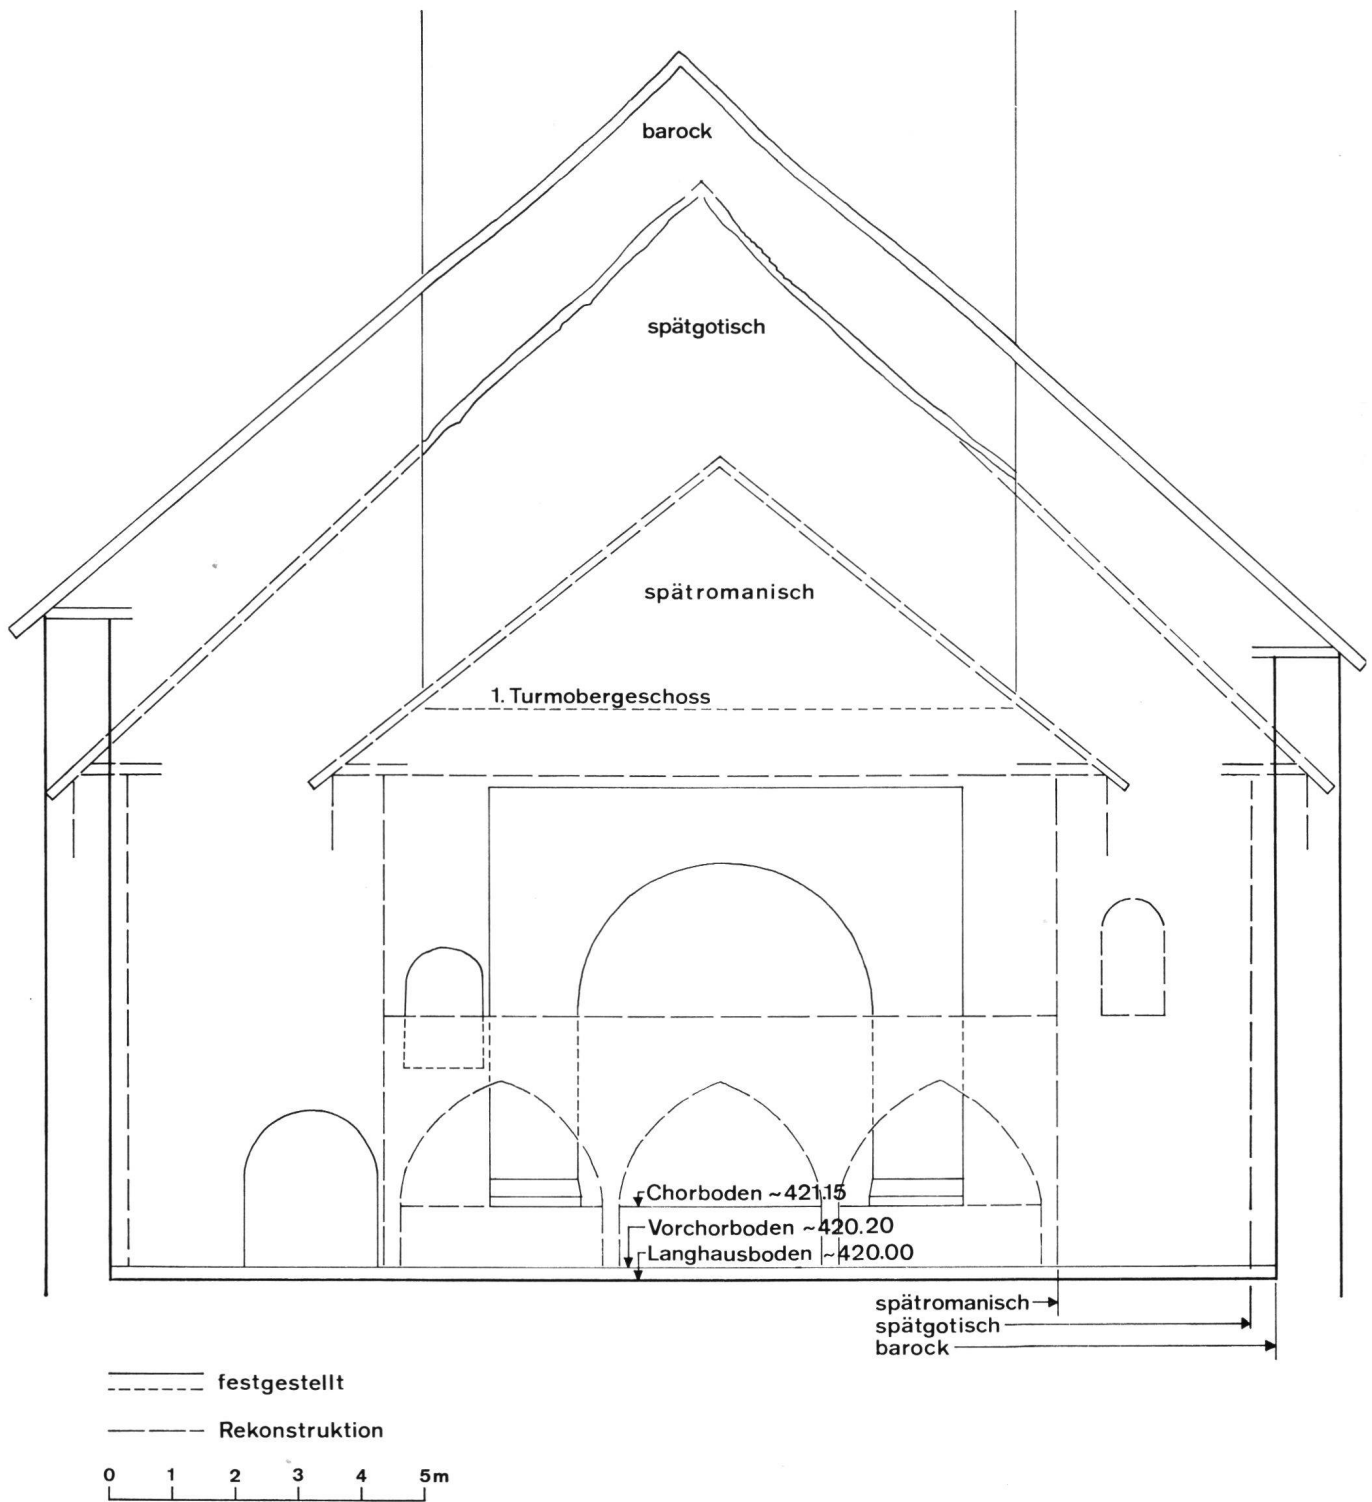 barock
spätgotisch
spätromanisch
1. Turmobergeschoss
Chorboden ~421.15
Vorchorboden ~420.20
Langhausboden ~420.00
spätromanisch
spätgotisch
barock
festgestellt
Rekonstruktion
0 1 2 3 4 5m